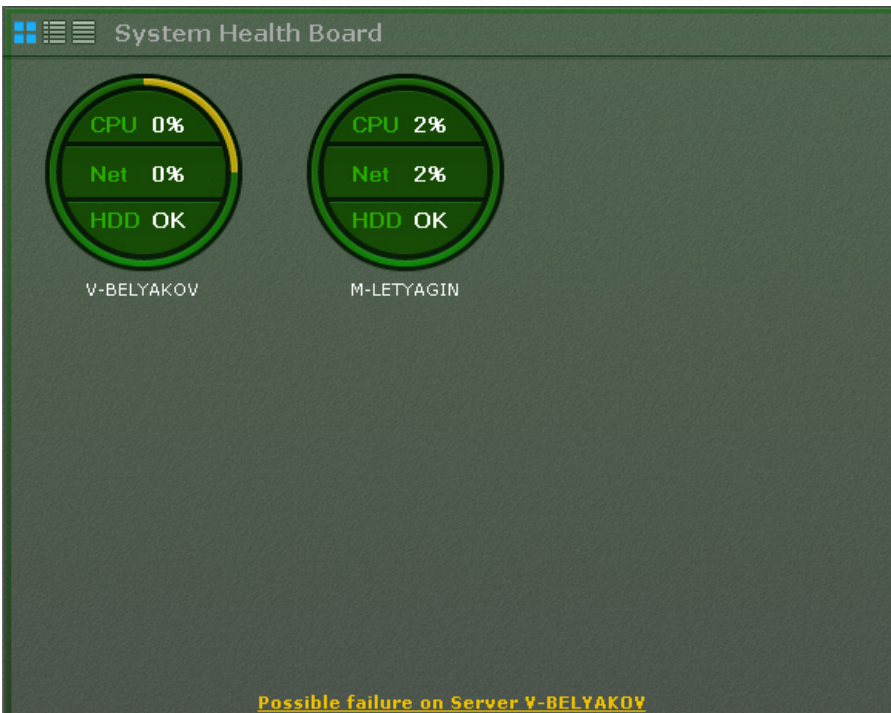 System Health Board
CPU 0%
Net 0%
HDD OK
V-BELYAKOV
CPU 2%
Net 2%
HDD OK
M-LETYAGIN
Possible failure on Server V-BELYAKOV